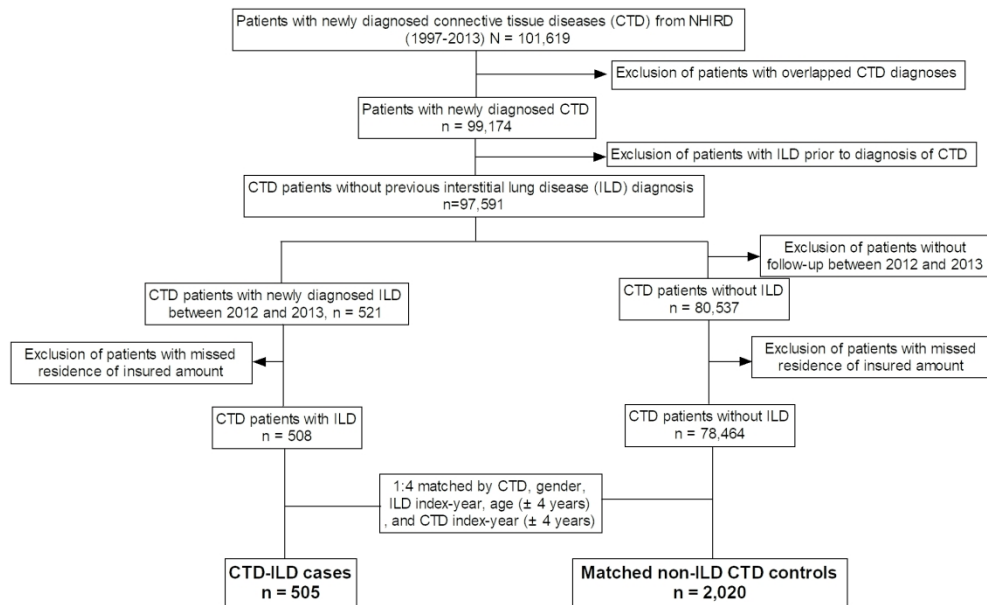 Patients with newly diagnosed connective tissue diseases (CTD) from NHIRD
(1997-2013) N = 101,619
Exclusion of patients with overlapped CTD diagnoses
Patients with newly diagnosed CTD
n = 99,174
Exclusion of patients with ILD prior to diagnosis of CTD
CTD patients without previous interstitial lung disease (ILD) diagnosis
n=97,591
Exclusion of patients without
follow-up between 2012 and 2013
CTD patients with newly diagnosed ILD
between 2012 and 2013, n = 521
CTD patients without ILD
n = 80,537
Exclusion of patients with missed
residence of insured amount
Exclusion of patients with missed
residence of insured amount
CTD patients with ILD
n = 508
CTD patients without ILD
n = 78,464
1:4 matched by CTD, gender,
ILD index-year, age (± 4 years)
, and CTD index-year (± 4 years)
CTD-ILD cases
n = 505
Matched non-ILD CTD controls
n = 2,020